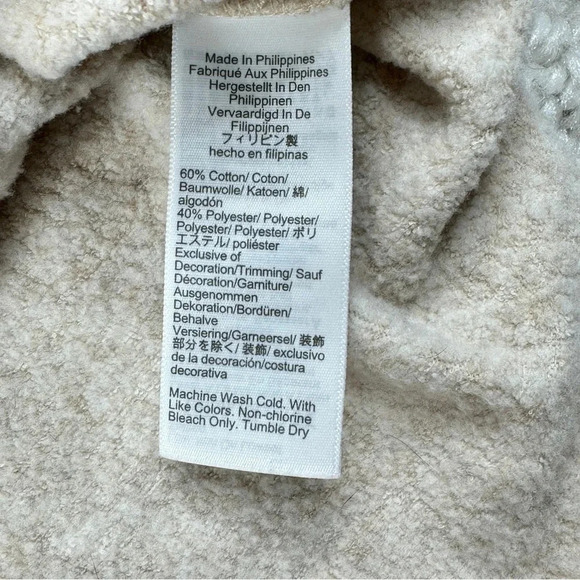 Made In Philippines
Fabriqué Aux Philippines
Hergestellt In Den
Philippinen
Vervaardigd In De
Filippijnen
フィリピン製
hecho en filipinas
60% Cotton/ Coton/
Baumwolle/ Katoen/ 綿/
algodón
40% Polyester/ Polyester/
Polyester/ Polyester/ ポリ
エステル/ poliéster
Exclusive of
Decoration/Trimming/ Sauf
Décoration/Garniture/
Ausgenommen
Dekoration/Bordüren/
Behalve
Versiering/Garneersel/ 装飾
部分を除く/ 装飾/ exclusivo
de la decoración/costura
decorativa
Machine Wash Cold. With
Like Colors. Non-chlorine
Bleach Only. Tumble Dry